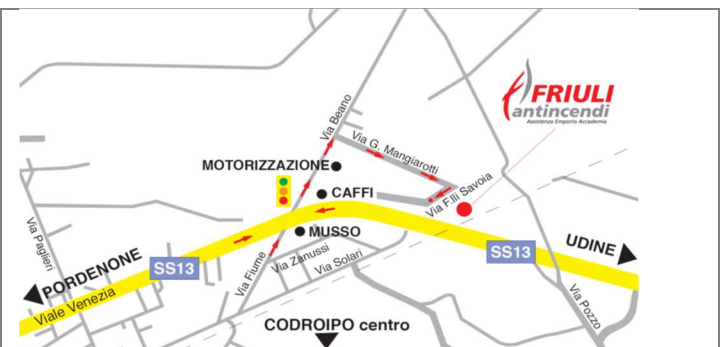 FRIULI
antincendi
Assistenza Emporio Accademia
Via Beano
Via G. Mangiarotti
MOTORIZZAZIONE
CAFFI
Via F.lli Savoia
MUSSO
Via Paglieri
PORDENONE
SS13
Viale Venezia
Via Fiume
Via Zanussi
Via Solari
SS13
UDINE
Via Pozzo
CODROIPO centro